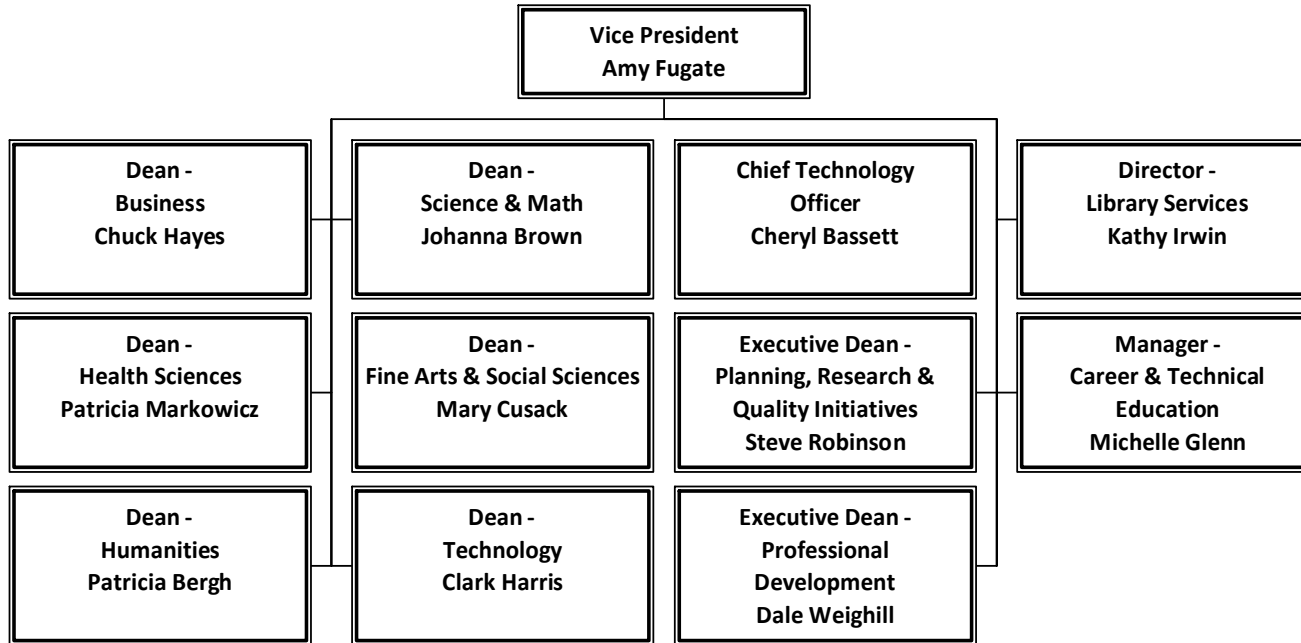 Vice President
Amy Fugate
Dean -
Business
Chuck Hayes
Dean -
Science & Math
Johanna Brown
Chief Technology
Officer
Cheryl Bassett
Director -
Library Services
Kathy Irwin
Dean -
Health Sciences
Patricia Markowicz
Dean -
Fine Arts & Social Sciences
Mary Cusack
Executive Dean -
Planning, Research &
Quality Initiatives
Steve Robinson
Manager -
Career & Technical
Education
Michelle Glenn
Dean -
Humanities
Patricia Bergh
Dean -
Technology
Clark Harris
Executive Dean -
Professional
Development
Dale Weighill